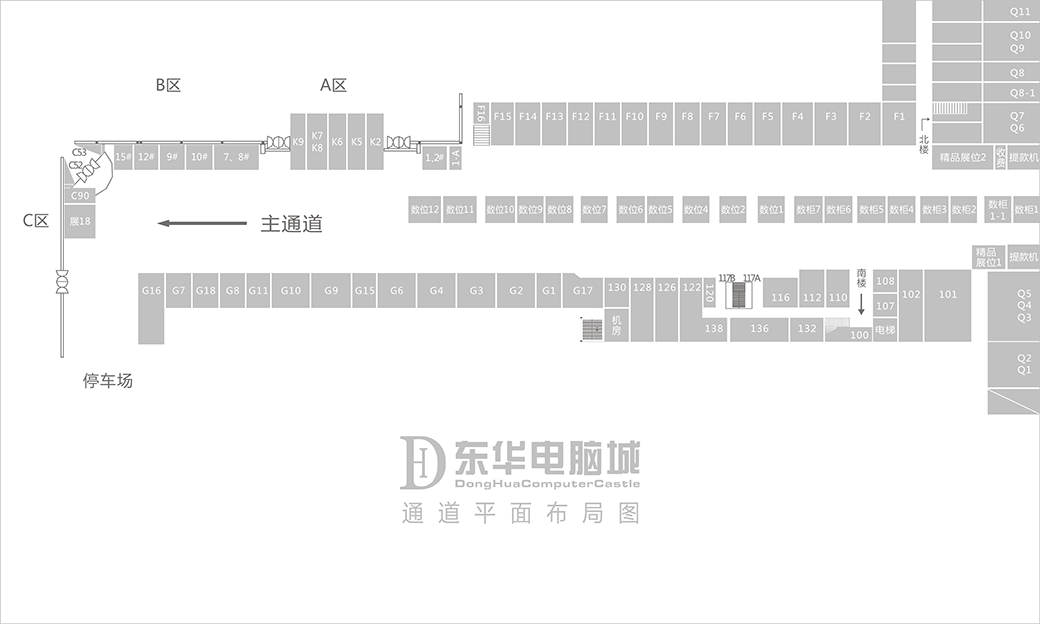 Q11
Q10
Q9
Q8
Q8-1
Q7
Q6
B区
A区
F16
F15
F14
F13
F12
F11
F10
F9
F8
F7
F6
F5
F4
F3
F2
F1
北楼
精品展位2
收费
提款机
K9
K7
K8
K6
K5
K2
C53
C52
15#
12#
9#
10#
7、8#
1,2#
1-A
C90
C区
展18
主通道
数位12
数位11
数位10
数位9
数位8
数位7
数位6
数位5
数位4
数位2
数位1
数柜7
数柜6
数柜5
数柜4
数柜3
数柜2
数柜
1-1
数柜1
精品
展位1
提款机
G16
G7
G18
G8
G11
G10
G9
G15
G6
G4
G3
G2
G1
G17
130
128
126
122
120
117B
117A
116
112
110
南楼
108
107
102
101
机房
138
136
132
100
电梯
Q5
Q4
Q3
Q2
Q1
停车场
DH
东华电脑城
DongHuaComputerCastle
通道平面布局图